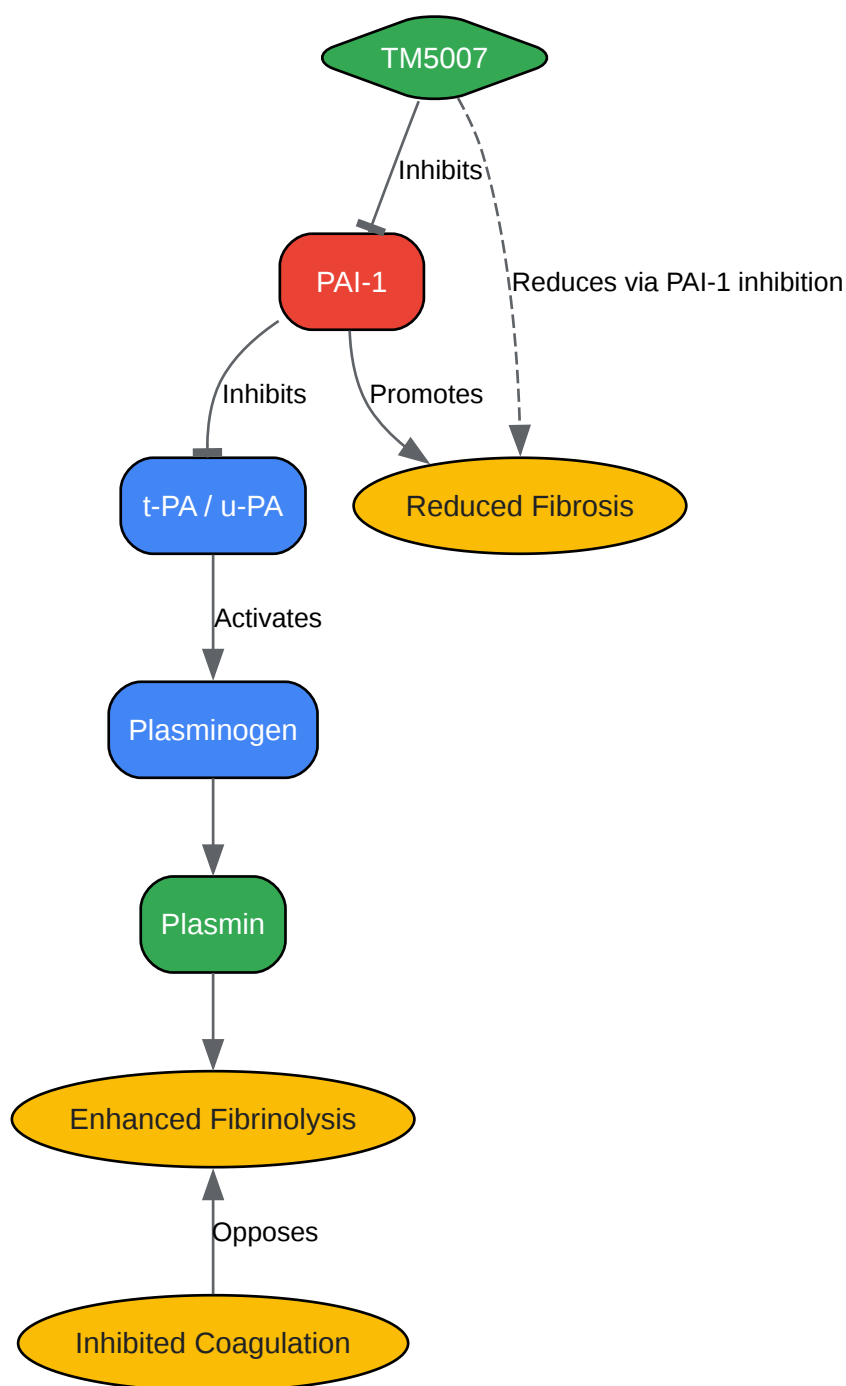 TM5007
Inhibits
PAI-1
Reduces via PAI-1 inhibition
Inhibits
Promotes
t-PA / u-PA
Reduced Fibrosis
Activates
Plasminogen
Plasmin
Enhanced Fibrinolysis
Opposes
Inhibited Coagulation